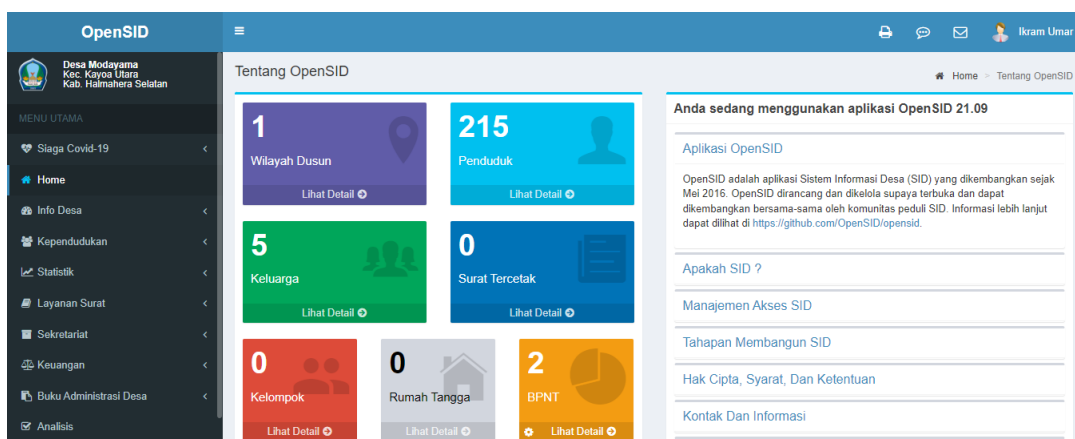 OpenSID
Ikram Umar
Desa Modayama
Kec. Kayoa Utara
Kab. Halmahera Selatan
MENU UTAMA
Siaga Covid-19
Home
Info Desa
Kependudukan
Statistik
Layanan Surat
Sekretariat
Keuangan
Buku Administrasi Desa
Analisis
Tentang OpenSID
Home > Tentang OpenSID
1
Wilayah Dusun
Lihat Detail
215
Penduduk
Lihat Detail
5
Keluarga
Lihat Detail
0
Surat Tercetak
Lihat Detail
0
Kelompok
Lihat Detail
0
Rumah Tangga
Lihat Detail
2
BPNT
Lihat Detail
Anda sedang menggunakan aplikasi OpenSID 21.09
Aplikasi OpenSID
OpenSID adalah aplikasi Sistem Informasi Desa (SID) yang dikembangkan sejak
Mei 2016. OpenSID dirancang dan dikelola supaya terbuka dan dapat
dikembangkan bersama-sama oleh komunitas peduli SID. Informasi lebih lanjut
dapat dilihat di https://github.com/OpenSID/opensid.
Apakah SID ?
Manajemen Akses SID
Tahapan Membangun SID
Hak Cipta, Syarat, Dan Ketentuan
Kontak Dan Informasi